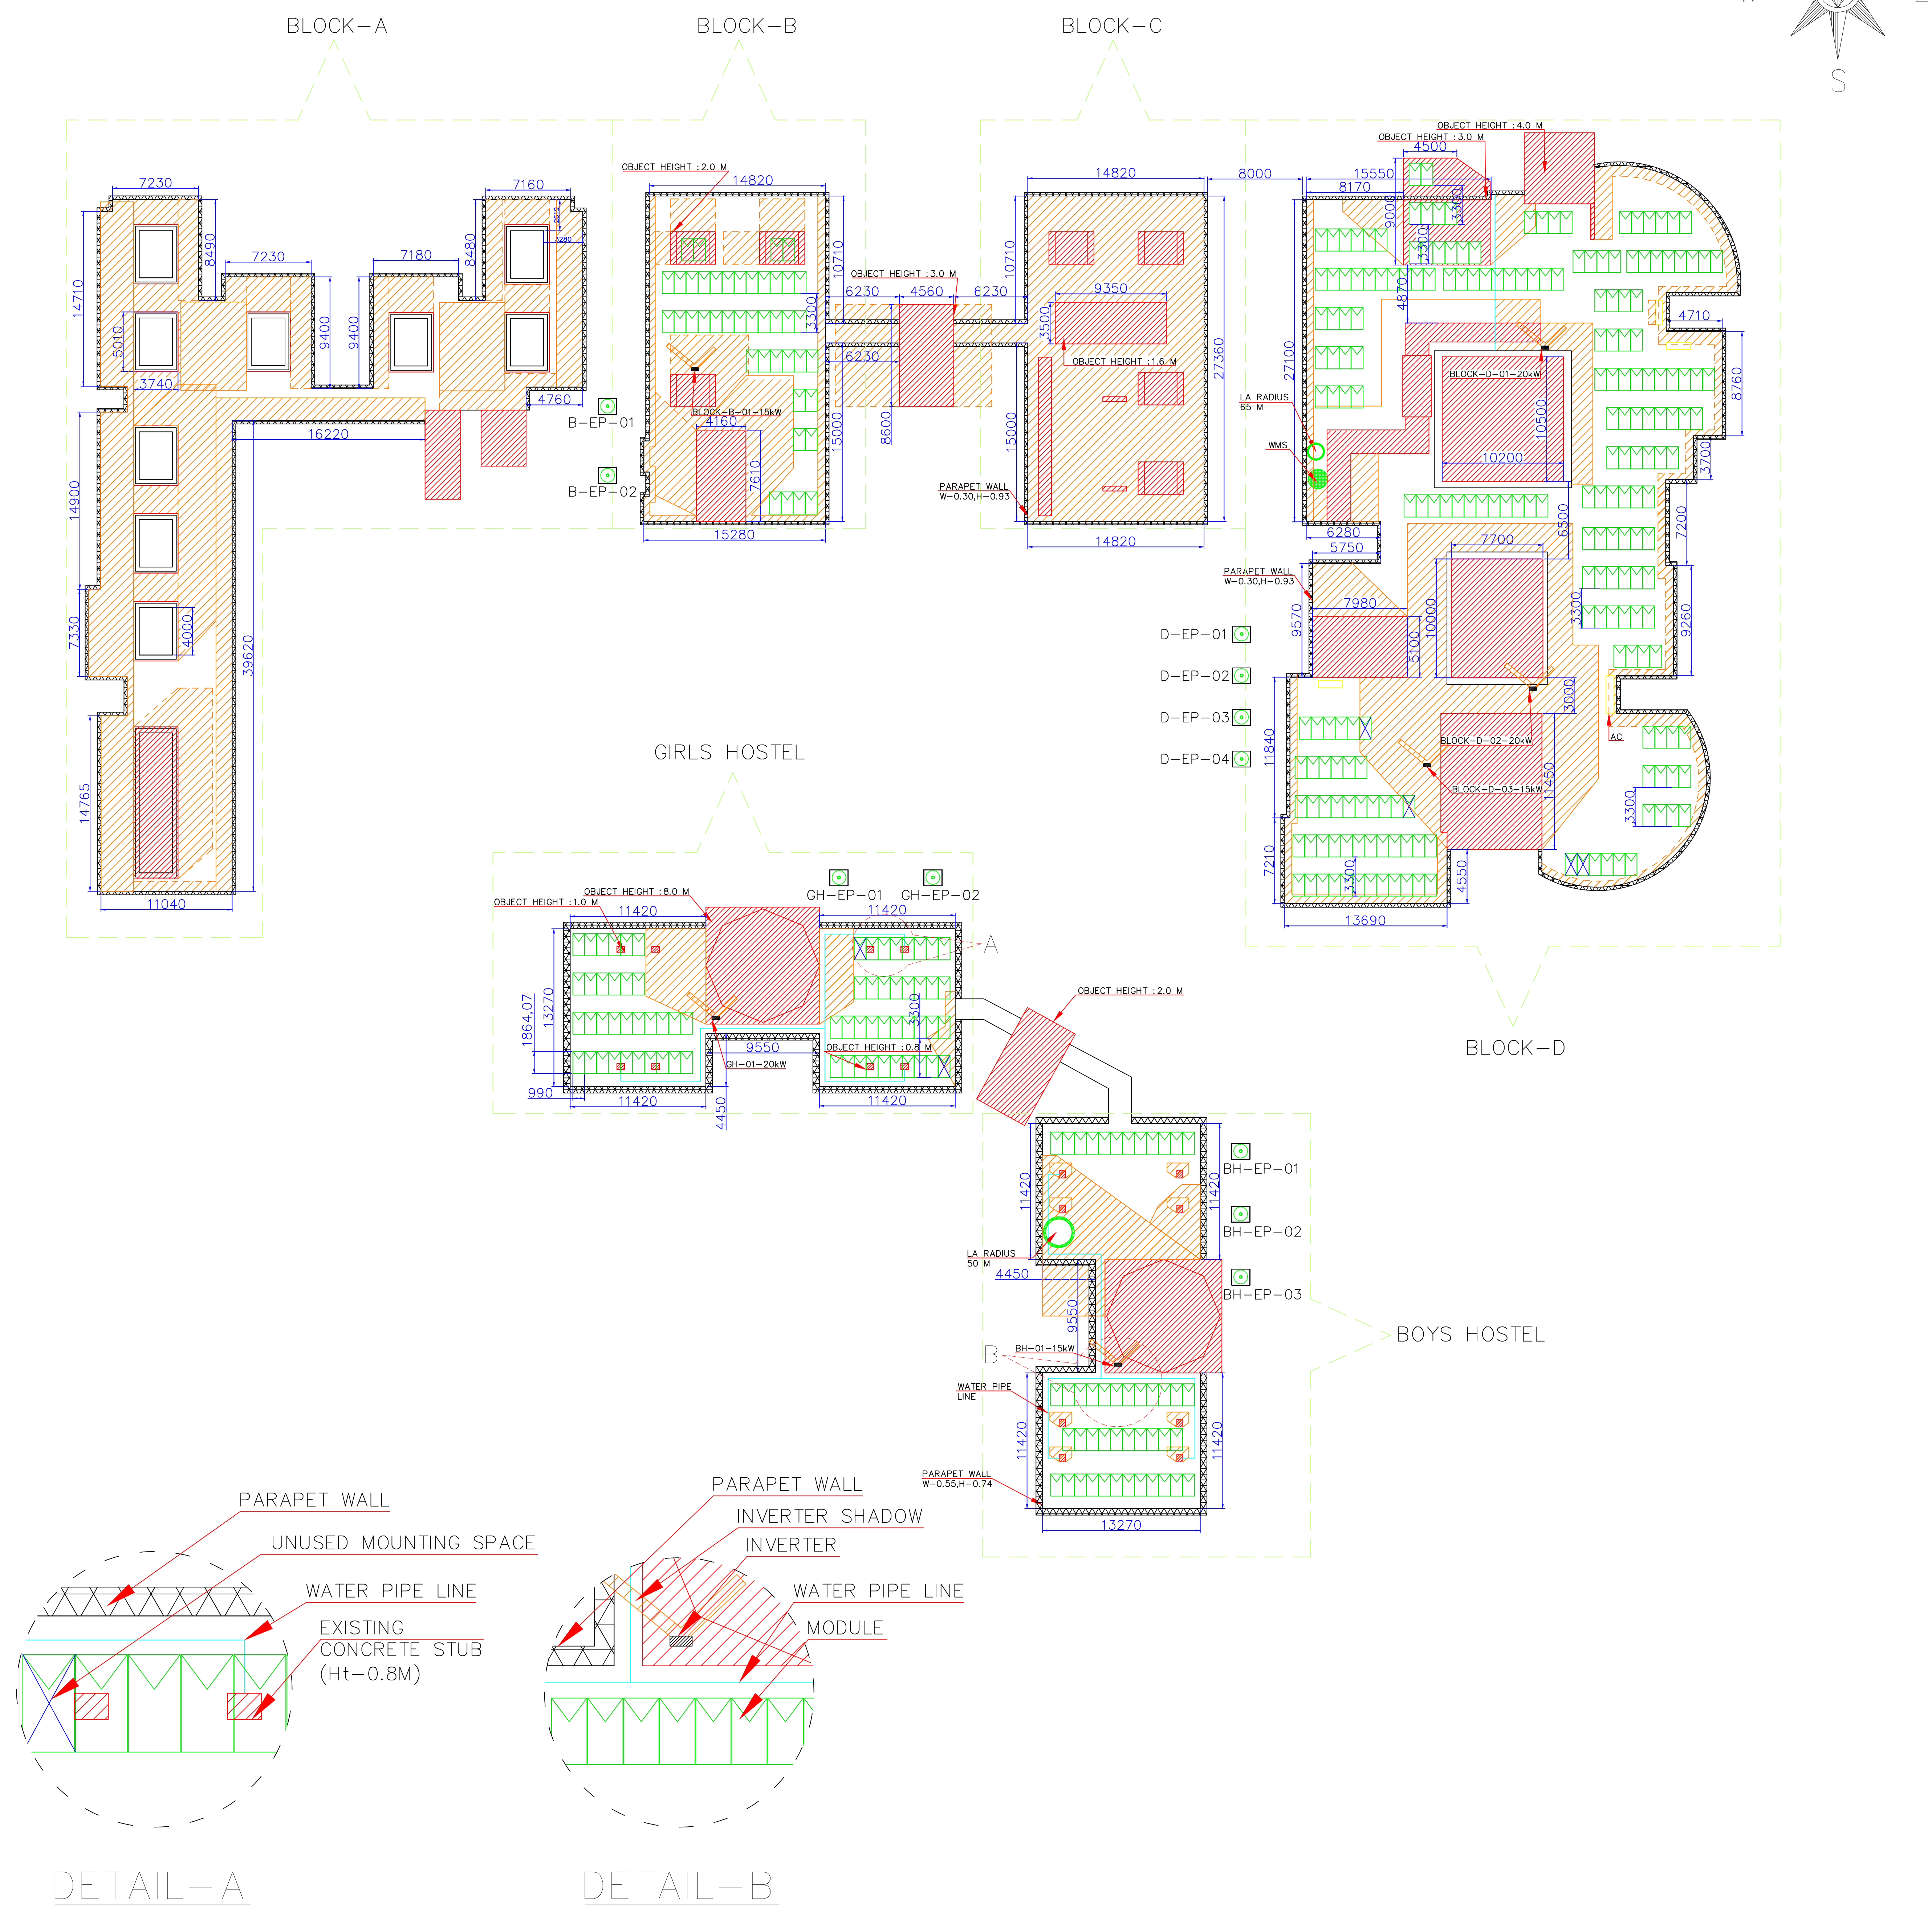 BLOCK-A
BLOCK-B
BLOCK-C
S
7230
7160
2619
3280
14710
8490
8480
7230
7180
9400
9400
5010
3740
4760
16220
14900
7330
4000
39620
14765
11040
OBJECT HEIGHT :2.0 M
14820
10710
3300
OBJECT HEIGHT :3.0 M
6230
4560
6230
6230
8600
B-EP-01
B-EP-02
BLOCK-B-01-15kW
4160
7610
15000
15280
14820
8000
10710
9350
3500
OBJECT HEIGHT :1.6 M
27360
15000
PARAPET WALL
W-0.30,H-0.93
14820
OBJECT HEIGHT :4.0 M
OBJECT HEIGHT :3.0 M
4500
15550
8170
9000
3300
3300
4870
27100
4710
8760
BLOCK-D-01-20kW
10500
10200
LA RADIUS
65 M
WMS
3700
6500
7200
6280
5750
7700
PARAPET WALL
W-0.30,H-0.93
7980
9570
10000
5100
3300
9260
D-EP-01
D-EP-02
D-EP-03
D-EP-04
3000
AC
BLOCK-D-02-20kW
11840
BLOCK-D-03-15kW
11450
3300
7210
3300
4550
13690
BLOCK-D
GIRLS HOSTEL
GH-EP-01
GH-EP-02
OBJECT HEIGHT :8.0 M
OBJECT HEIGHT :1.0 M
11420
11420
A
13270
1864,07
3300
9550
OBJECT HEIGHT :0.8 M
GH-01-20kW
990
11420
4450
11420
OBJECT HEIGHT :2.0 M
11420
11420
BH-EP-01
BH-EP-02
BH-EP-03
LA RADIUS
50 M
4450
9550
BOYS HOSTEL
BH-01-15kW
B
WATER PIPE
LINE
11420
11420
PARAPET WALL
W-0.55,H-0.74
13270
PARAPET WALL
UNUSED MOUNTING SPACE
WATER PIPE LINE
EXISTING
CONCRETE STUB
(Ht-0.8M)
DETAIL-A
PARAPET WALL
INVERTER SHADOW
INVERTER
WATER PIPE LINE
MODULE
DETAIL-B